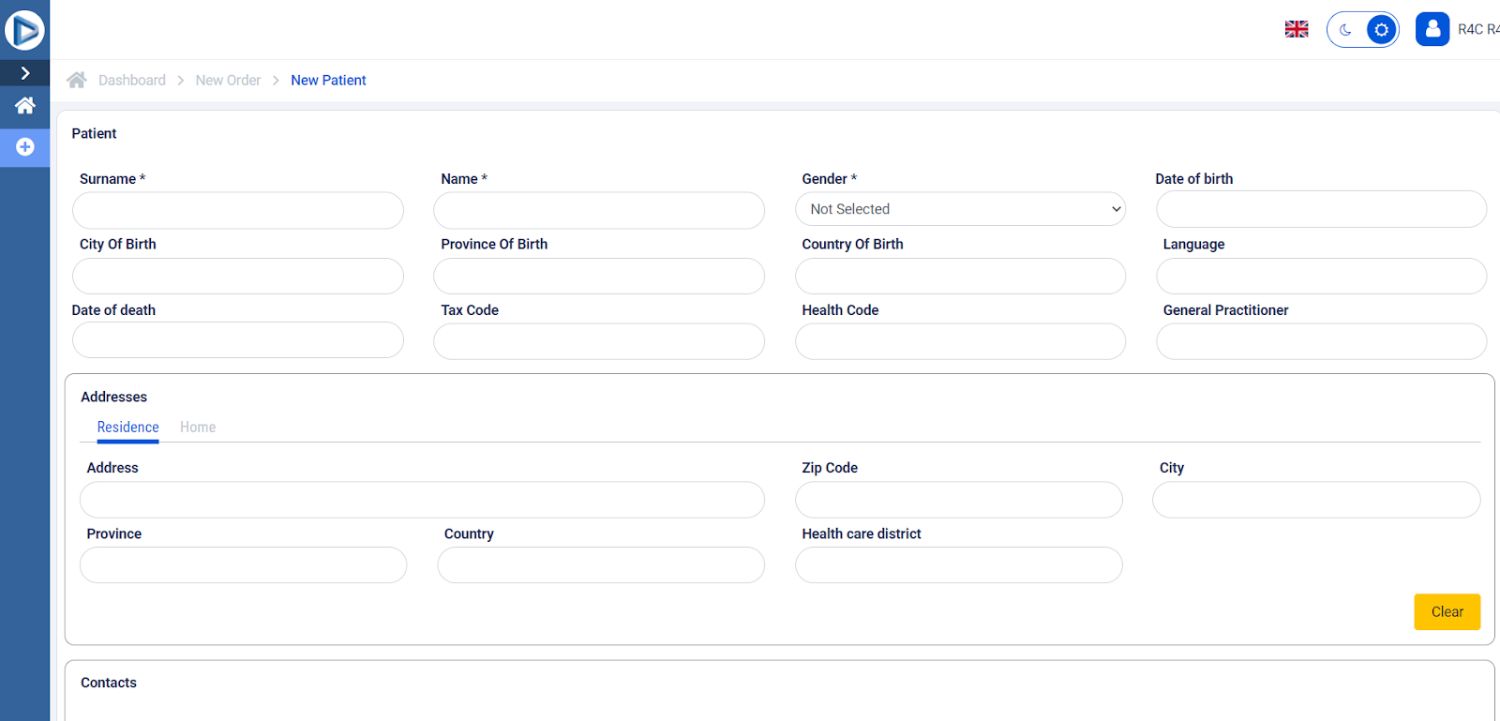 R4C R4
Dashboard > New Order > New Patient
Patient
Surname * Name * Gender * Date of birth
Not Selected
City Of Birth Province Of Birth Country Of Birth Language
Date of death Tax Code Health Code General Practitioner
Addresses
Residence Home
Address Zip Code City
Province Country Health care district
Clear
Contacts